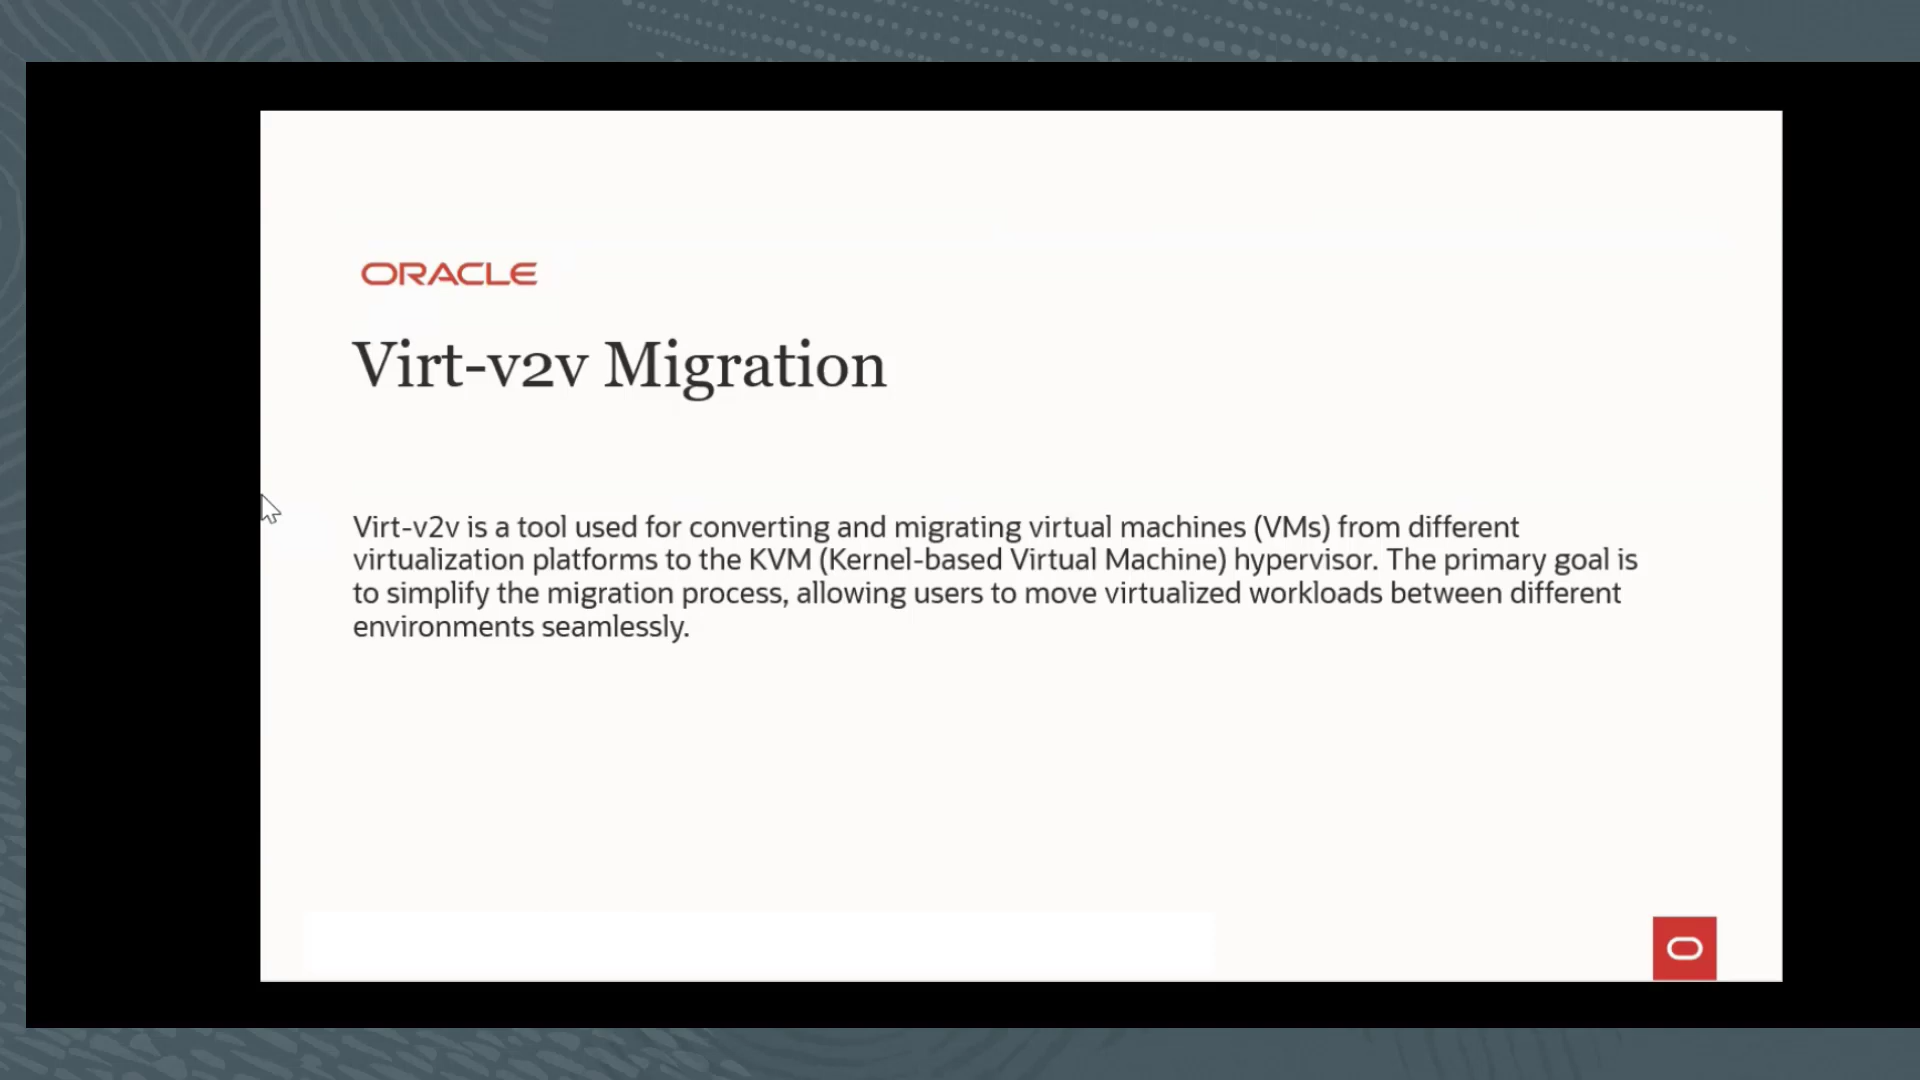 ORACLE
Virt-v2v Migration
Virt-v2v is a tool used for converting and migrating virtual machines (VMs) from different
virtualization platforms to the KVM (Kernel-based Virtual Machine) hypervisor. The primary goal is
to simplify the migration process, allowing users to move virtualized workloads between different
environments seamlessly.